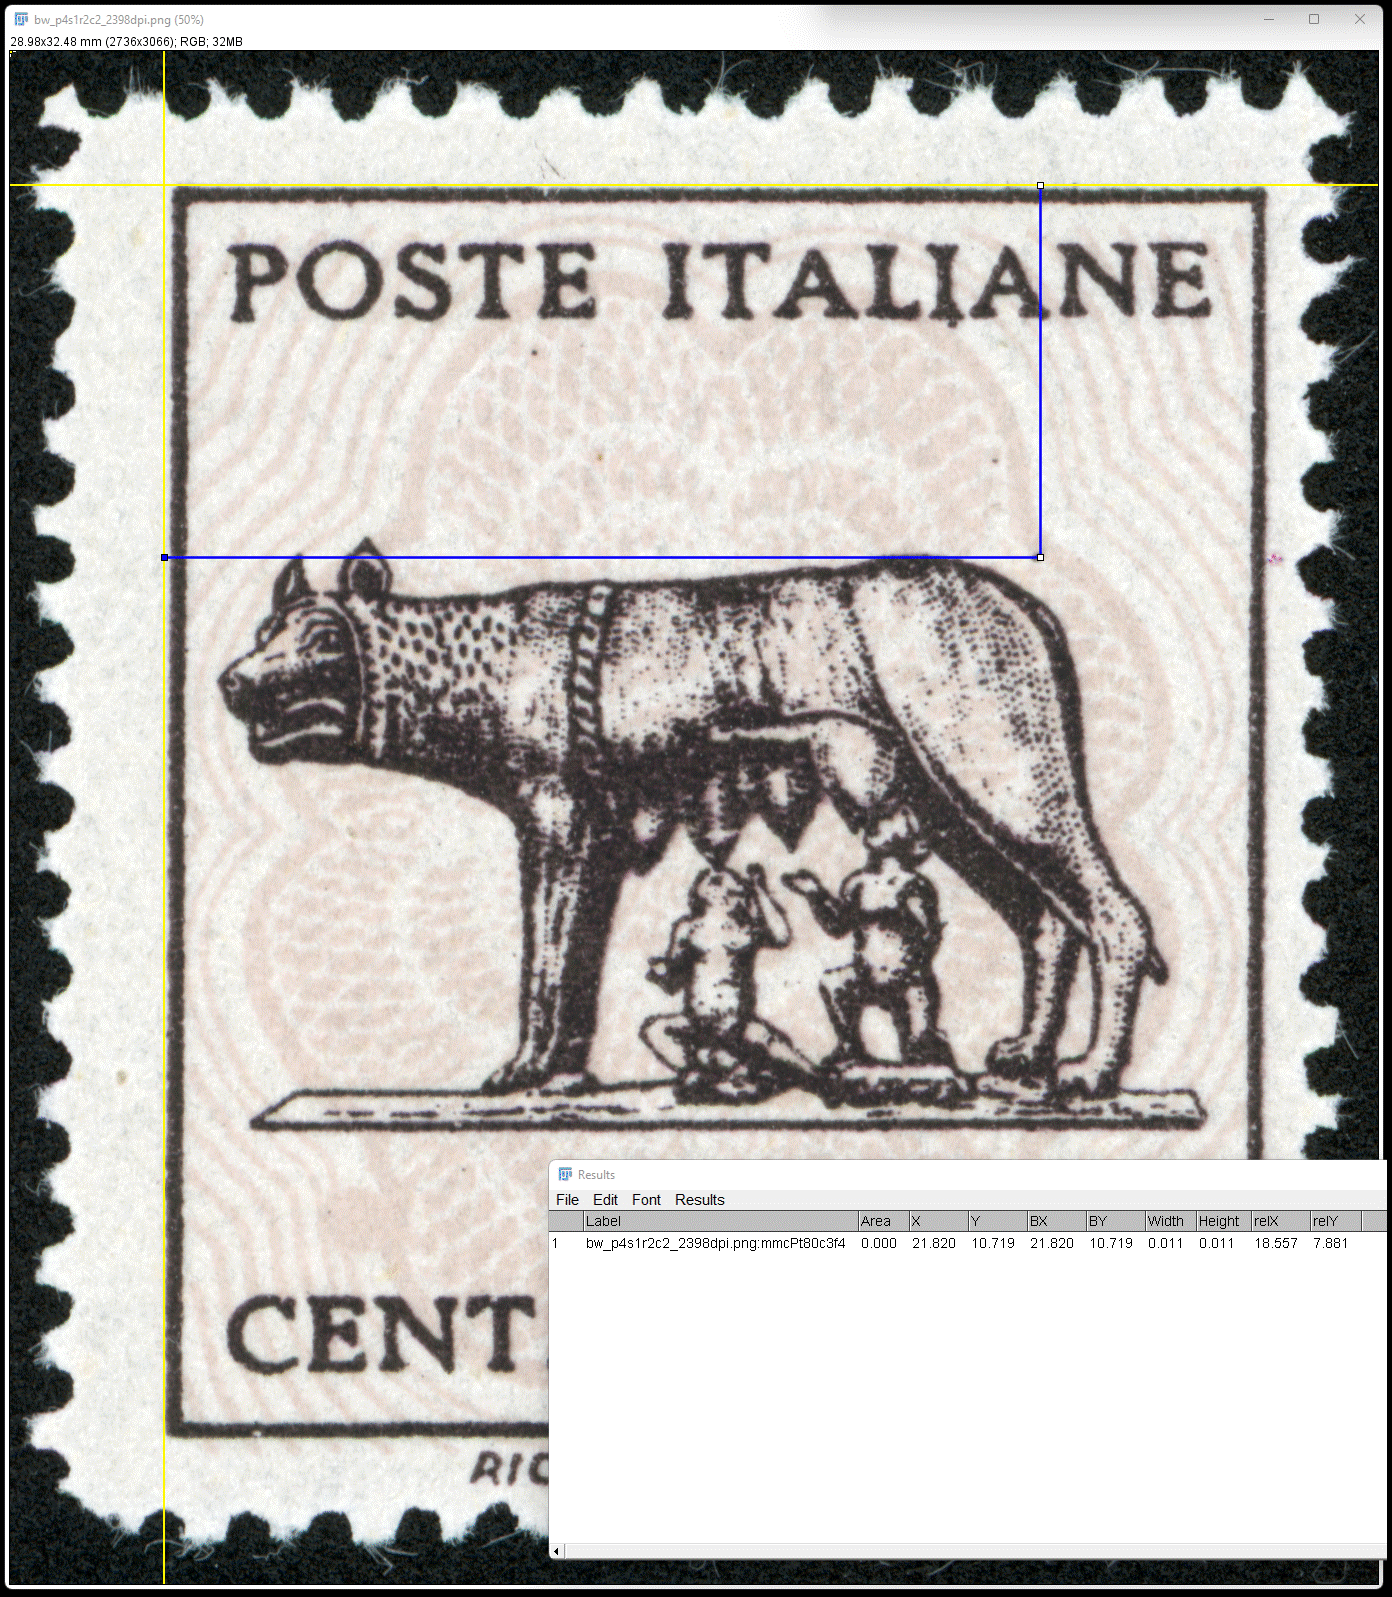 bw_p4s1r2c2_2398dpi.png (50%)
28.98x32.48 mm (2736x3066); RGB; 32MB
POSTE ITALIANE
Results
File Edit Font Results
Label Area X Y BX BY Width Height relX relY
1 bw_p4s1r2c2_2398dpi.png:mmcPt80c3f4 0.000 21.820 10.719 21.820 10.719 0.011 0.011 18.557 7.881
CENT
RIC